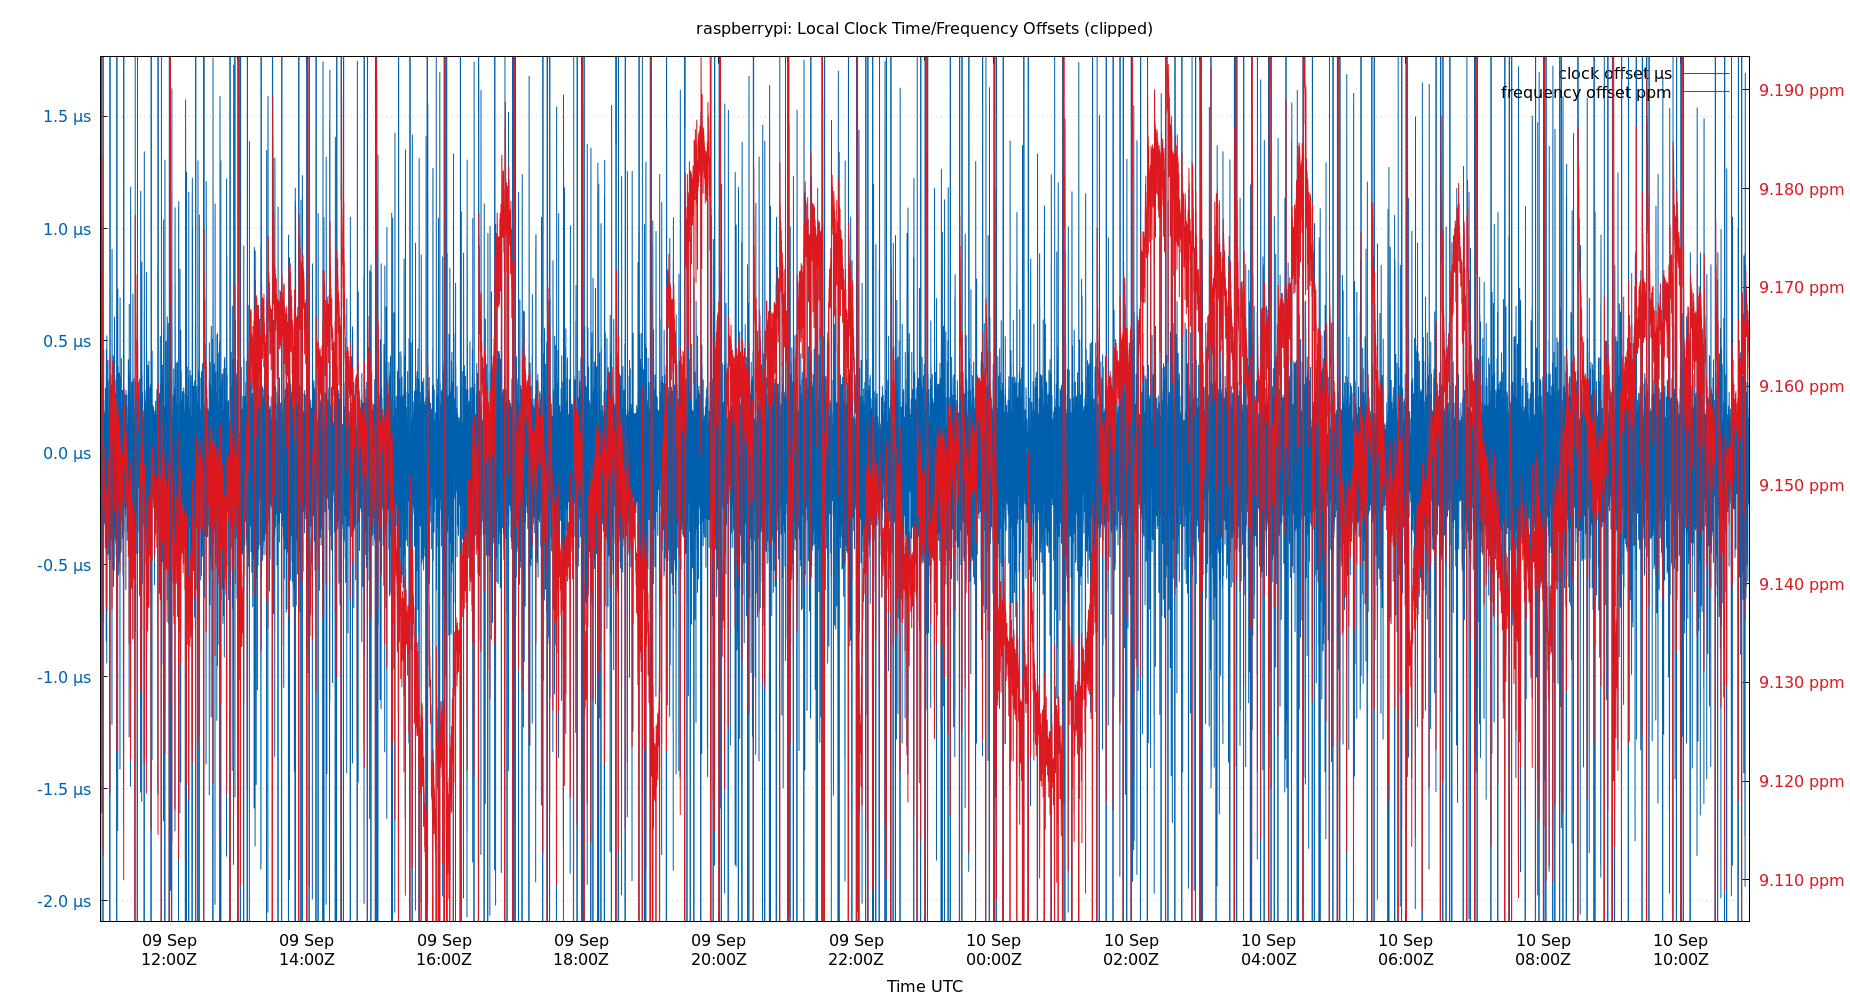 raspberrypi: Local Clock Time/Frequency Offsets (clipped)
clock offset µs
frequency offset ppm
1.5 µs
1.0 µs
0.5 µs
0.0 µs
-0.5 µs
-1.0 µs
-1.5 µs
-2.0 µs
9.190 ppm
9.180 ppm
9.170 ppm
9.160 ppm
9.150 ppm
9.140 ppm
9.130 ppm
9.120 ppm
9.110 ppm
09 Sep 09 Sep 09 Sep 09 Sep 09 Sep 09 Sep 10 Sep 10 Sep 10 Sep 10 Sep 10 Sep 10 Sep
12:00Z 14:00Z 16:00Z 18:00Z 20:00Z 22:00Z 00:00Z 02:00Z 04:00Z 06:00Z 08:00Z 10:00Z
Time UTC